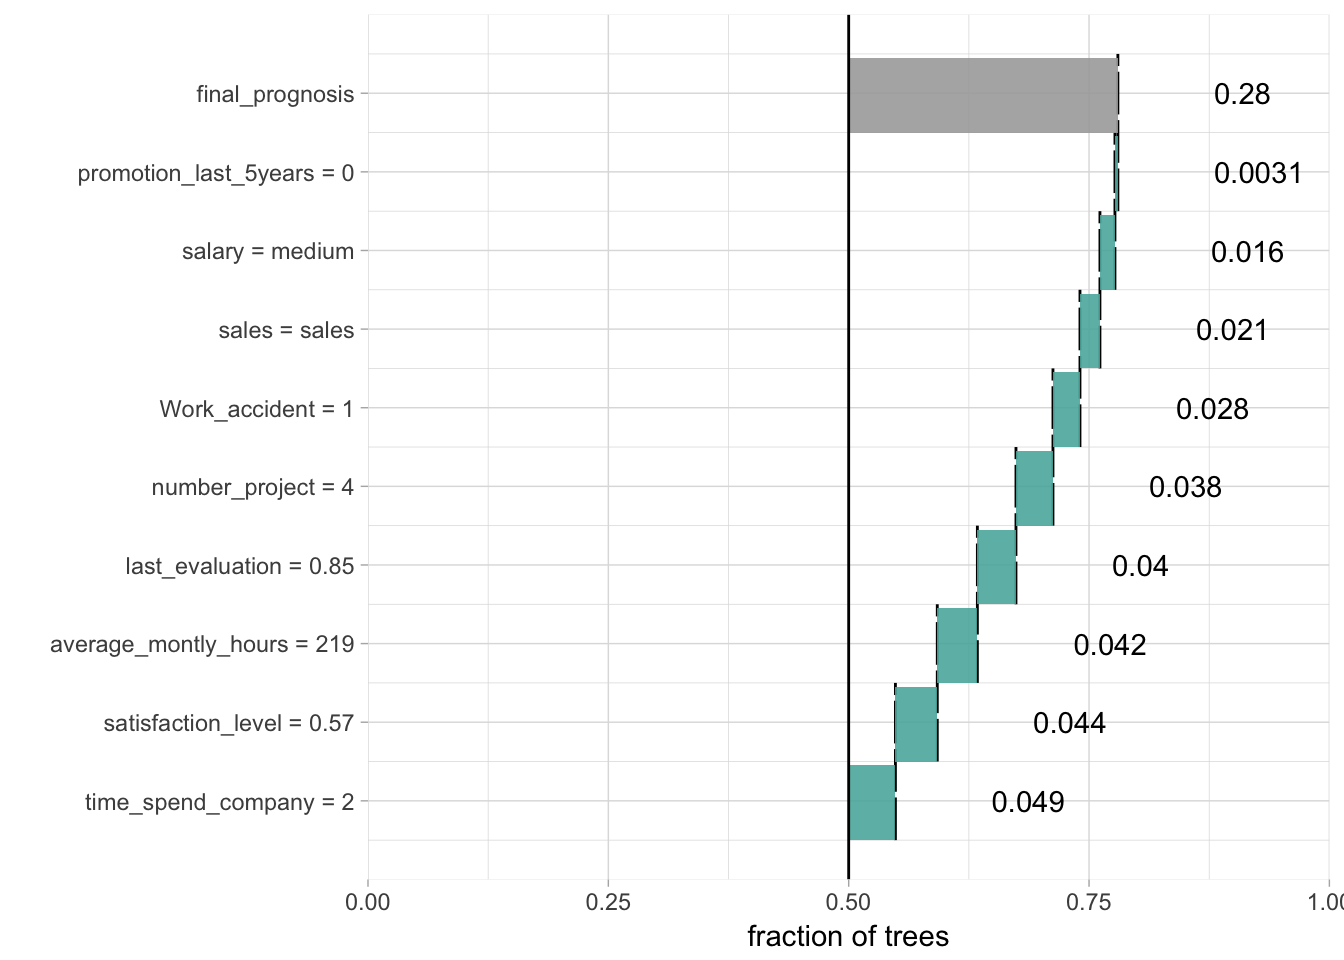 final_prognosis 0.28
promotion_last_5years = 0 0.0031
salary = medium 0.016
sales = sales 0.021
Work_accident = 1 0.028
number_project = 4 0.038
last_evaluation = 0.85 0.04
average_montly_hours = 219 0.042
satisfaction_level = 0.57 0.044
time_spend_company = 2 0.049
0.00 0.25 0.50 0.75 1.00
fraction of trees